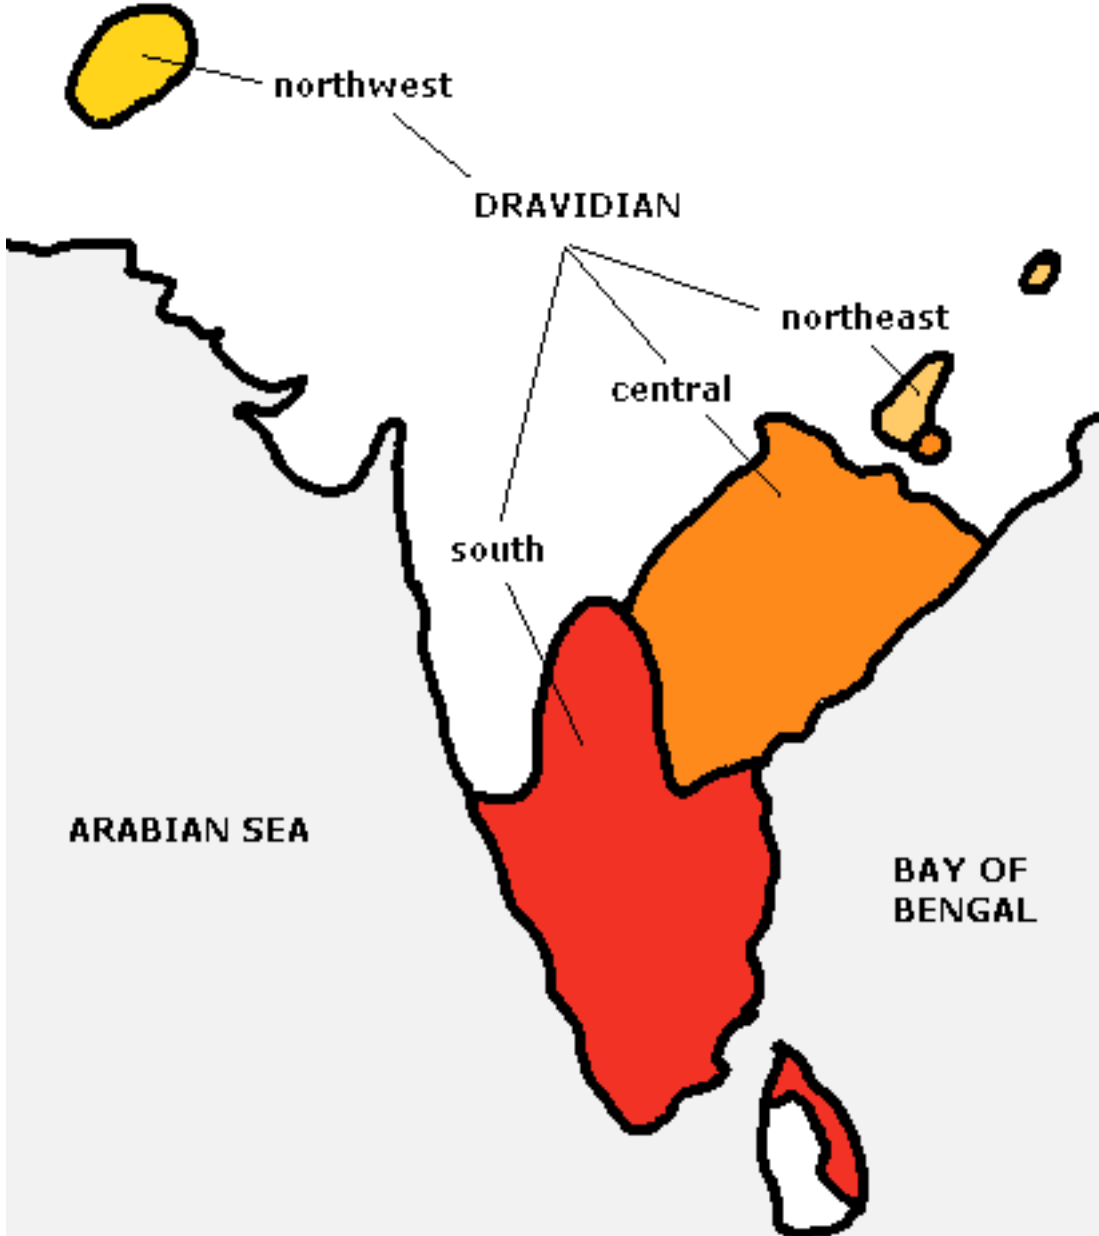 northwest
DRAVIDIAN
northeast
central
south
ARABIAN SEA
BAY OF
BENGAL